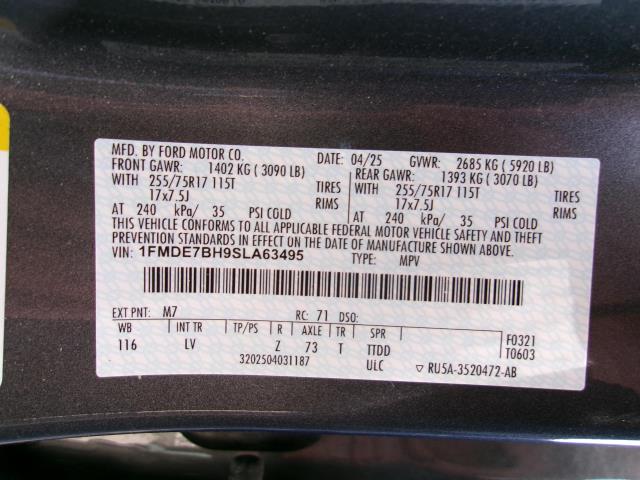 MFD. BY FORD MOTOR CO. DATE: 04/25 GVWR: 2685 KG (5920 LB)
FRONT GAWR: 1402 KG (3090 LB) REAR GAWR: 1393 KG (3070 LB)
WITH 255/75R17 115T TIRES WITH 255/75R17 115T TIRES
17x7.5J RIMS 17x7.5J RIMS
AT 240 kPa/ 35 PSI COLD AT 240 kPa/ 35 PSI COLD
THIS VEHICLE CONFORMS TO ALL APPLICABLE FEDERAL MOTOR VEHICLE SAFETY AND THEFT
PREVENTION STANDARDS IN EFFECT ON THE DATE OF MANUFACTURE SHOWN ABOVE.
VIN: 1FMDE7BH9SLA63495 TYPE: MPV
EXT PNT: M7 RC: 71 DSO:
WB INT TR TP/PS R AXLE TR SPR F0321
116 LV Z 73 T TTDD T0603
3202504031187 ULC ▽ RU5A-3520472-AB